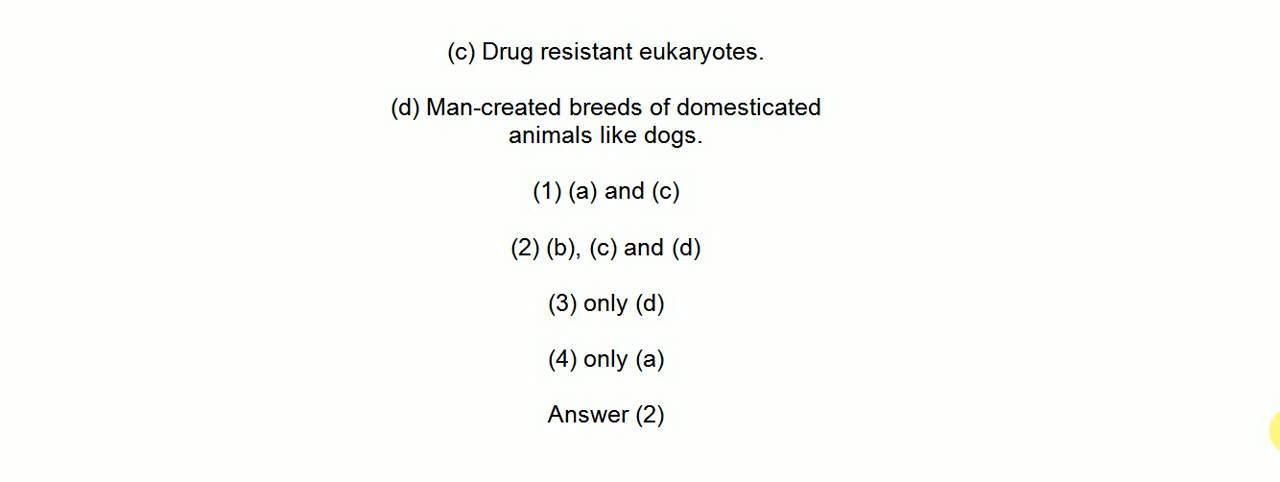 (c) Drug resistant eukaryotes.
(d) Man-created breeds of domesticated
animals like dogs.
(1) (a) and (c)
(2) (b), (c) and (d)
(3) only (d)
(4) only (a)
Answer (2)